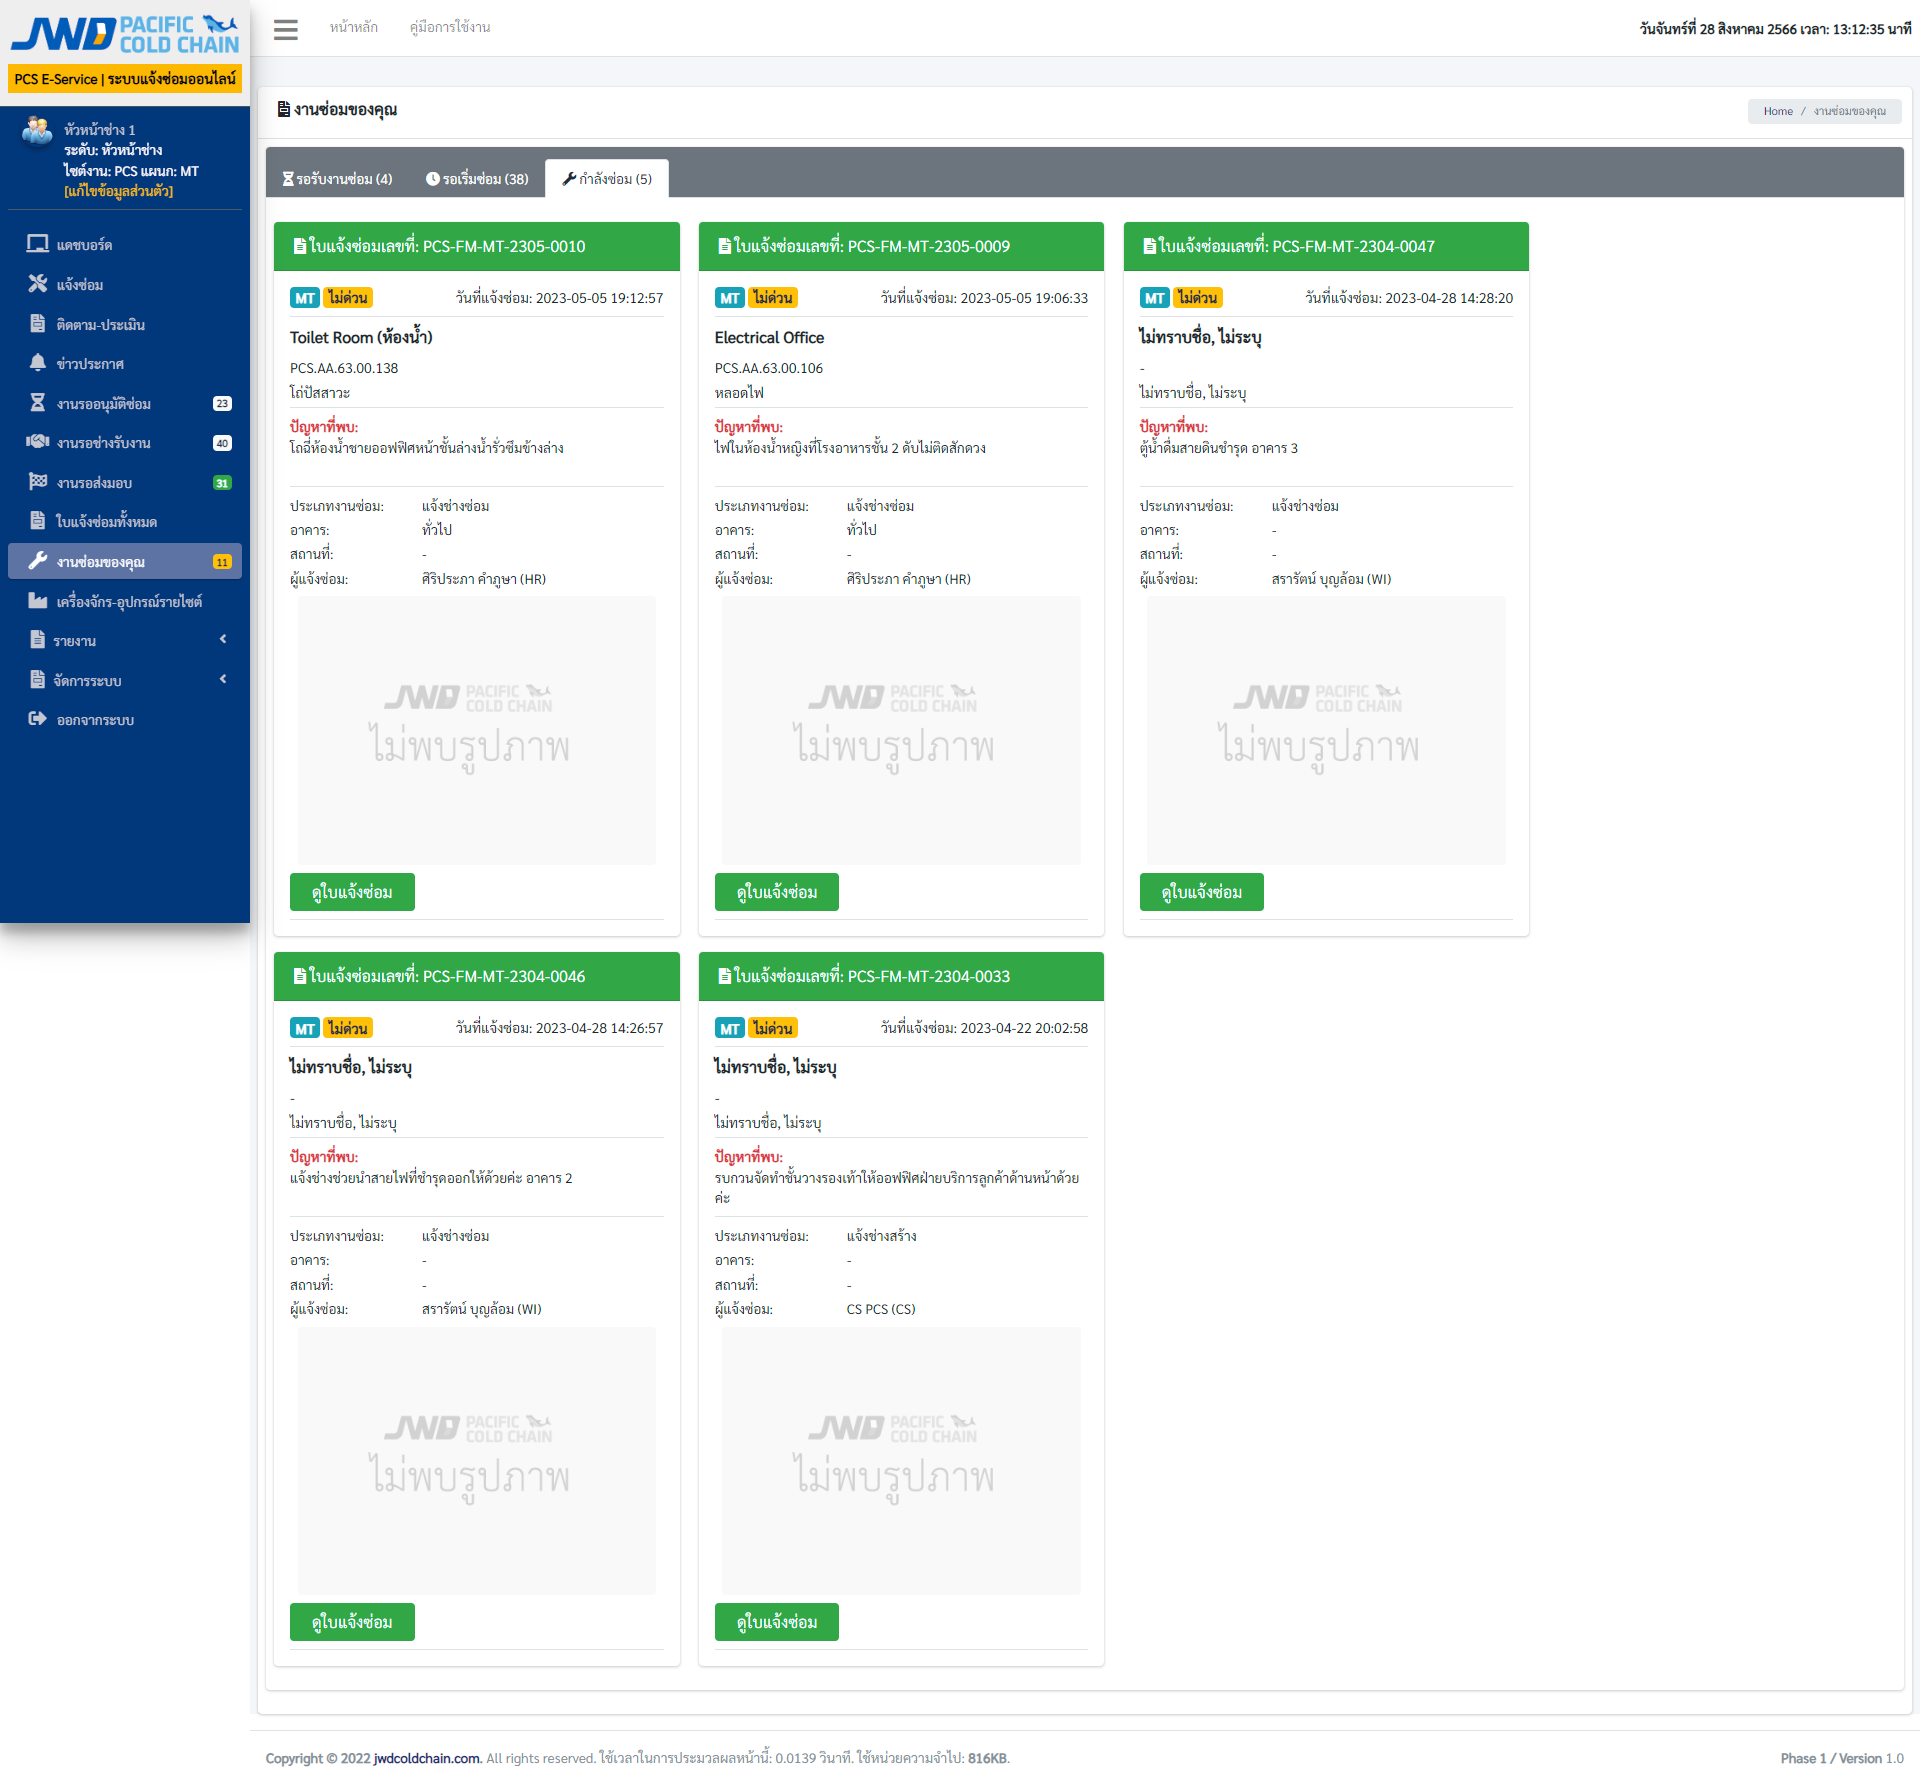 JWD PACIFIC COLD CHAIN
PCS E-Service | ระบบแจ้งซ่อมออนไลน์
หัวหน้าช่าง 1
ระดับ: หัวหน้าช่าง
ไซต์งาน: PCS แผนก: MT
[แก้ไขข้อมูลส่วนตัว]
แดชบอร์ด
แจ้งซ่อม
ติดตาม-ประเมิน
ข่าวประกาศ
งานรออนุมัติซ่อม 23
งานรอช่างรับงาน 40
งานรอส่งมอบ 31
ใบแจ้งซ่อมทั้งหมด
งานซ่อมของคุณ 11
เครื่องจักร-อุปกรณ์รายไซต์
รายงาน
จัดการระบบ
ออกจากระบบ
หน้าหลัก คู่มือการใช้งาน
วันจันทร์ที่ 28 สิงหาคม 2566 เวลา: 13:12:35 นาที
งานซ่อมของคุณ
Home / งานซ่อมของคุณ
รอรับงานซ่อม (4) รอเริ่มซ่อม (38) กำลังซ่อม (5)
ใบแจ้งซ่อมเลขที่: PCS-FM-MT-2305-0010
MT ไม่ด่วน วันที่แจ้งซ่อม: 2023-05-05 19:12:57
Toilet Room (ห้องน้ำ)
PCS.AA.63.00.138
โถ่ปัสสาวะ
ปัญหาที่พบ:
โถฉี่ห้องน้ำชายออฟฟิศหน้าชั้นล่างน้ำรั่วซึมข้างล่าง
ประเภทงานซ่อม: แจ้งช่างซ่อม
อาคาร: ทั่วไป
สถานที่: -
ผู้แจ้งซ่อม: ศิริประภา คำภูษา (HR)
JWD PACIFIC COLD CHAIN
ไม่พบรูปภาพ
ดูใบแจ้งซ่อม
ใบแจ้งซ่อมเลขที่: PCS-FM-MT-2305-0009
MT ไม่ด่วน วันที่แจ้งซ่อม: 2023-05-05 19:06:33
Electrical Office
PCS.AA.63.00.106
หลอดไฟ
ปัญหาที่พบ:
ไฟในห้องน้ำหญิงที่โรงอาหารชั้น 2 ดับไม่ติดสักดวง
ประเภทงานซ่อม: แจ้งช่างซ่อม
อาคาร: ทั่วไป
สถานที่: -
ผู้แจ้งซ่อม: ศิริประภา คำภูษา (HR)
JWD PACIFIC COLD CHAIN
ไม่พบรูปภาพ
ดูใบแจ้งซ่อม
ใบแจ้งซ่อมเลขที่: PCS-FM-MT-2304-0047
MT ไม่ด่วน วันที่แจ้งซ่อม: 2023-04-28 14:28:20
ไม่ทราบชื่อ, ไม่ระบุ
-
ไม่ทราบชื่อ, ไม่ระบุ
ปัญหาที่พบ:
ตู้น้ำดื่มสายดินชำรุด อาคาร 3
ประเภทงานซ่อม: แจ้งช่างซ่อม
อาคาร: -
สถานที่: -
ผู้แจ้งซ่อม: สรารัตน์ บุญล้อม (WI)
JWD PACIFIC COLD CHAIN
ไม่พบรูปภาพ
ดูใบแจ้งซ่อม
ใบแจ้งซ่อมเลขที่: PCS-FM-MT-2304-0046
MT ไม่ด่วน วันที่แจ้งซ่อม: 2023-04-28 14:26:57
ไม่ทราบชื่อ, ไม่ระบุ
-
ไม่ทราบชื่อ, ไม่ระบุ
ปัญหาที่พบ:
แจ้งช่างช่วยนำสายไฟที่ชำรุดออกให้ด้วยค่ะ อาคาร 2
ประเภทงานซ่อม: แจ้งช่างซ่อม
อาคาร: -
สถานที่: -
ผู้แจ้งซ่อม: สรารัตน์ บุญล้อม (WI)
JWD PACIFIC COLD CHAIN
ไม่พบรูปภาพ
ดูใบแจ้งซ่อม
ใบแจ้งซ่อมเลขที่: PCS-FM-MT-2304-0033
MT ไม่ด่วน วันที่แจ้งซ่อม: 2023-04-22 20:02:58
ไม่ทราบชื่อ, ไม่ระบุ
-
ไม่ทราบชื่อ, ไม่ระบุ
ปัญหาที่พบ:
รบกวนจัดทำชั้นวางรองเท้าให้ออฟฟิศฝ่ายบริการลูกค้าด้านหน้าด้วย
ค่ะ
ประเภทงานซ่อม: แจ้งช่างสร้าง
อาคาร: -
สถานที่: -
ผู้แจ้งซ่อม: CS PCS (CS)
JWD PACIFIC COLD CHAIN
ไม่พบรูปภาพ
ดูใบแจ้งซ่อม
Copyright © 2022 jwdcoldchain.com. All rights reserved. ใช้เวลาในการประมวลผลหน้านี้: 0.0139 วินาที. ใช้หน่วยความจำไป: 816KB.
Phase 1 / Version 1.0